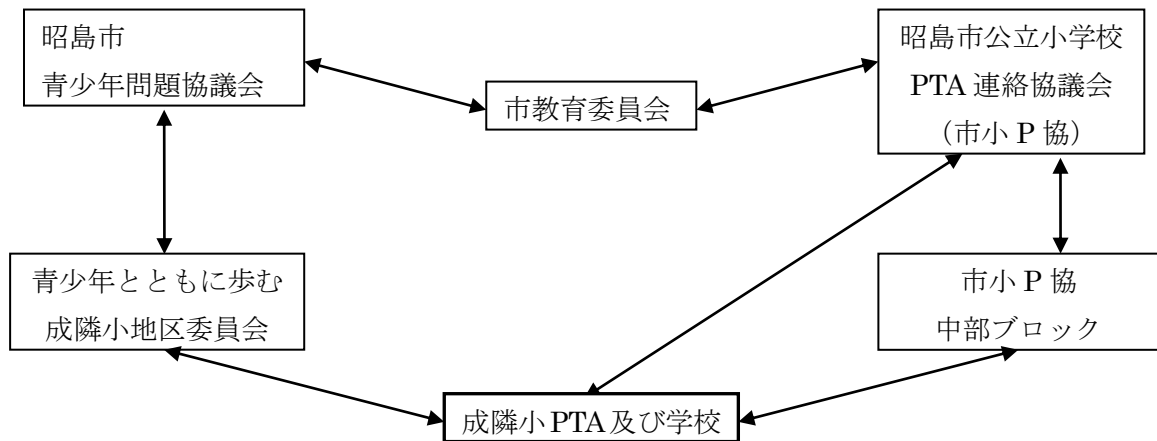 昭島市
青少年問題協議会
市教育委員会
昭島市公立小学校
PTA 連絡協議会
（市小 P 協）
青少年とともに歩む
成隣小地区委員会
市小 P 協
中部ブロック
成隣小 PTA 及び学校